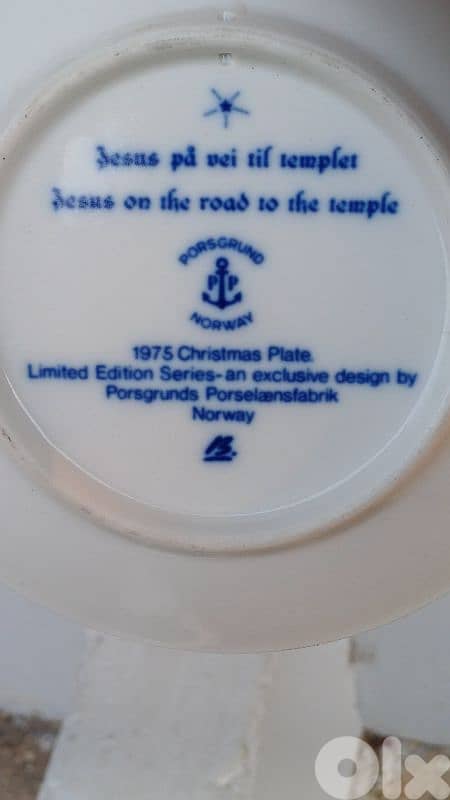 Jesus på vei til templet
Jesus on the road to the temple
PORSGRUND
P P
NORWAY
1975 Christmas Plate.
Limited Edition Series-an exclusive design by
Porsgrunds Porselænsfabrik
Norway
OLX